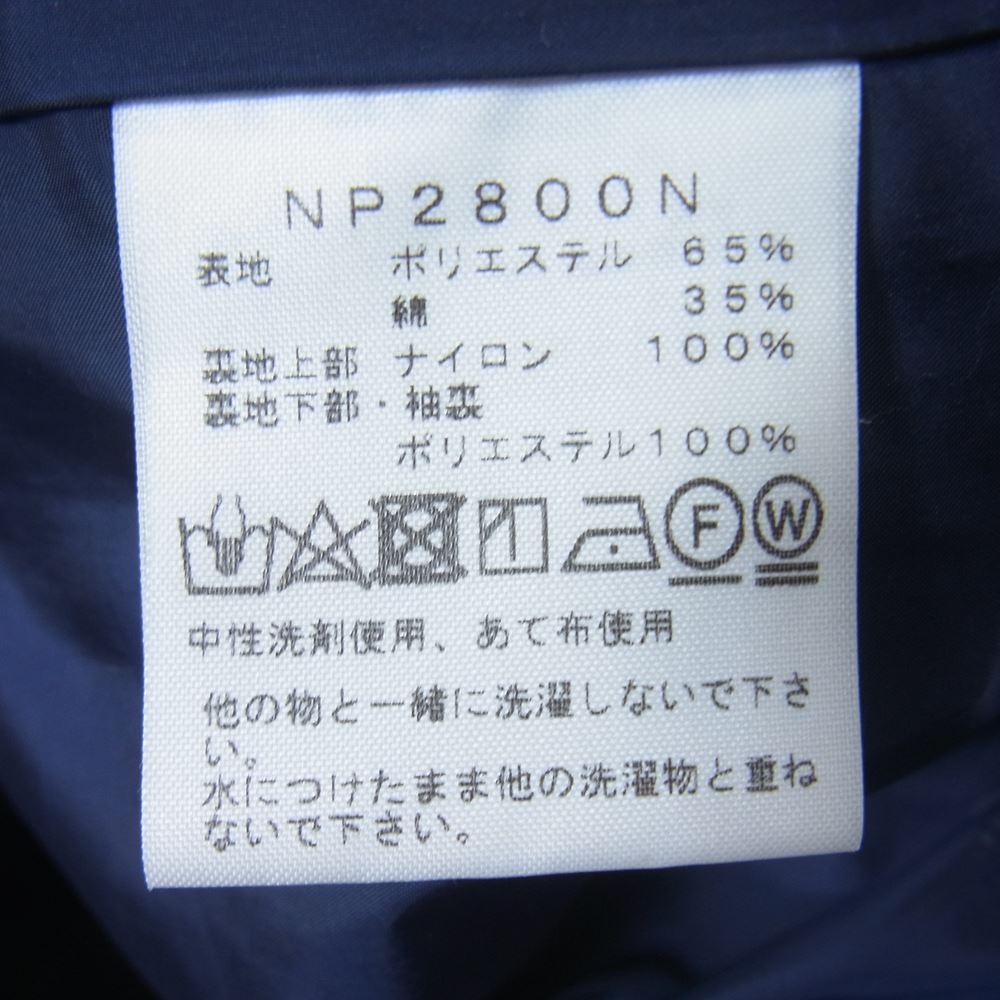 NP2800N
表地 ポリエステル 65%
綿 35%
裏地上部 ナイロン 100%
裏地下部・袖裏
ポリエステル100%
F W
中性洗剤使用、あて布使用
他の物と一緒に洗濯しないで下さ
い。
水につけたまま他の洗濯物と重ね
ないで下さい。